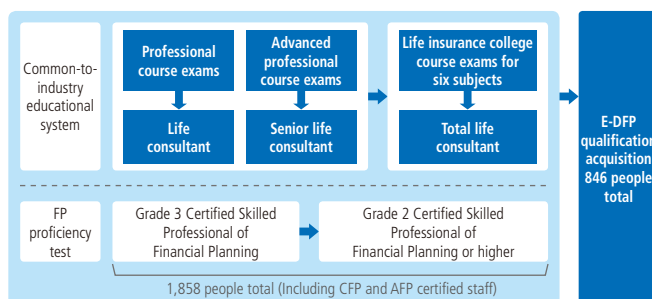 Common-to-
industry
educational
system
Professional
course exams
Life
consultant
Advanced
professional
course exams
Senior life
consultant
Life insurance college
course exams for
six subjects
Total life
consultant
E-DFP
qualification
acquisition
846 people
total
FP
proficiency
test
Grade 3 Certified Skilled
Professional of
Financial Planning
Grade 2 Certified Skilled
Professional of
Financial Planning or higher
1,858 people total (Including CFP and AFP certified staff)